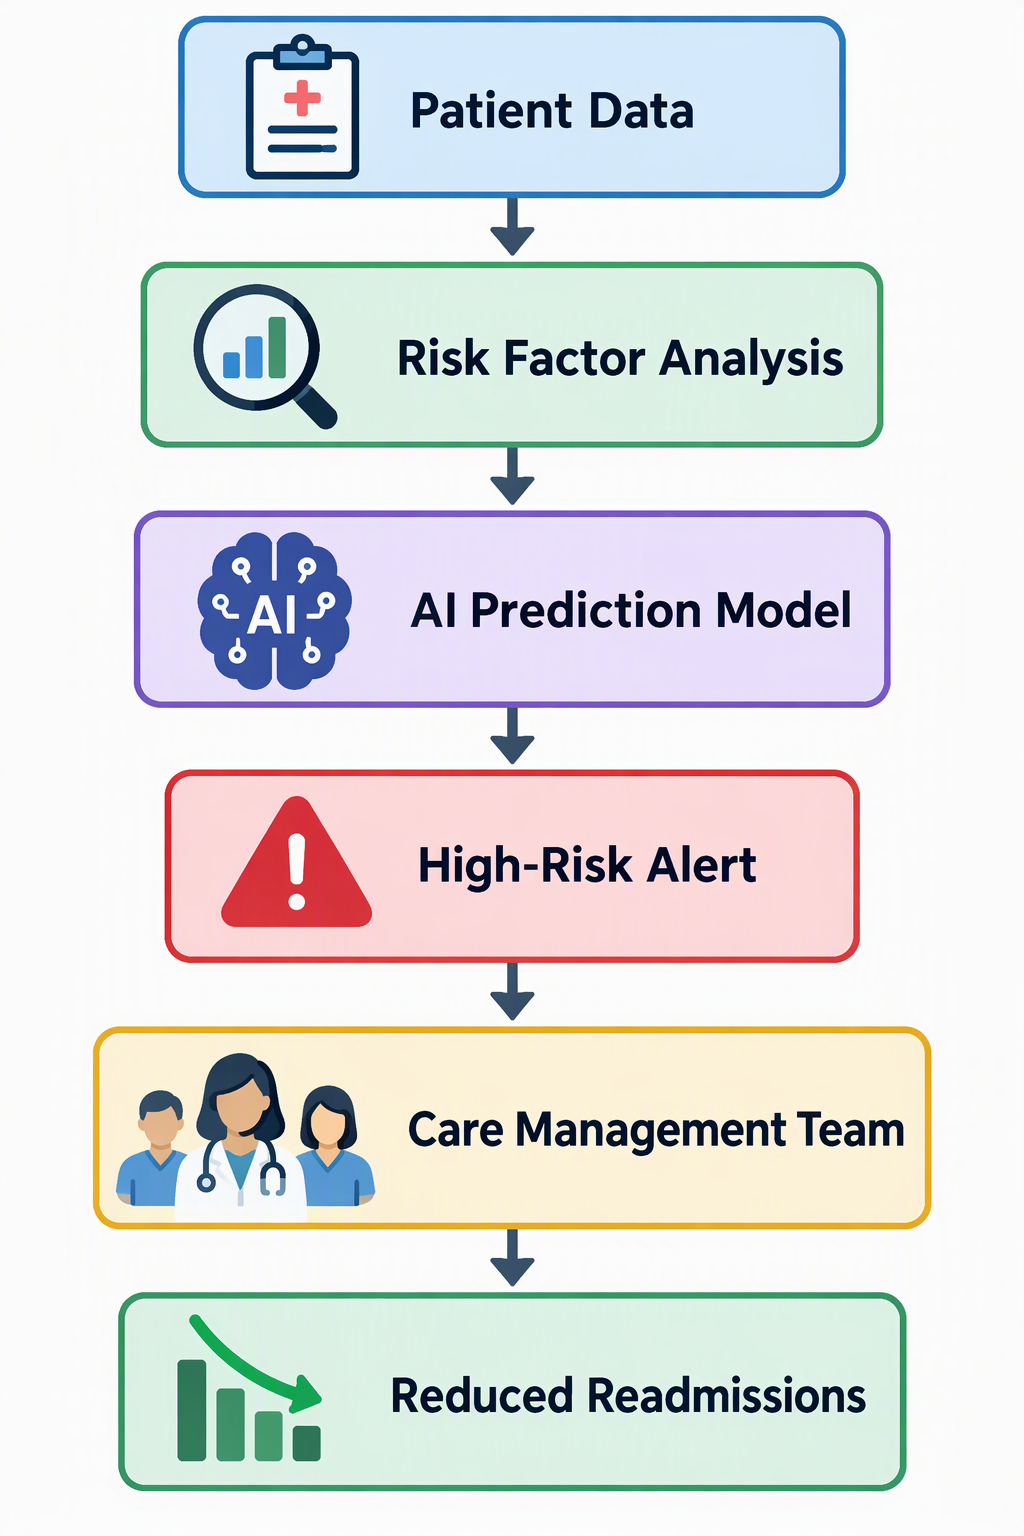 Patient Data
Risk Factor Analysis
AI
AI Prediction Model
High-Risk Alert
Care Management Team
Reduced Readmissions